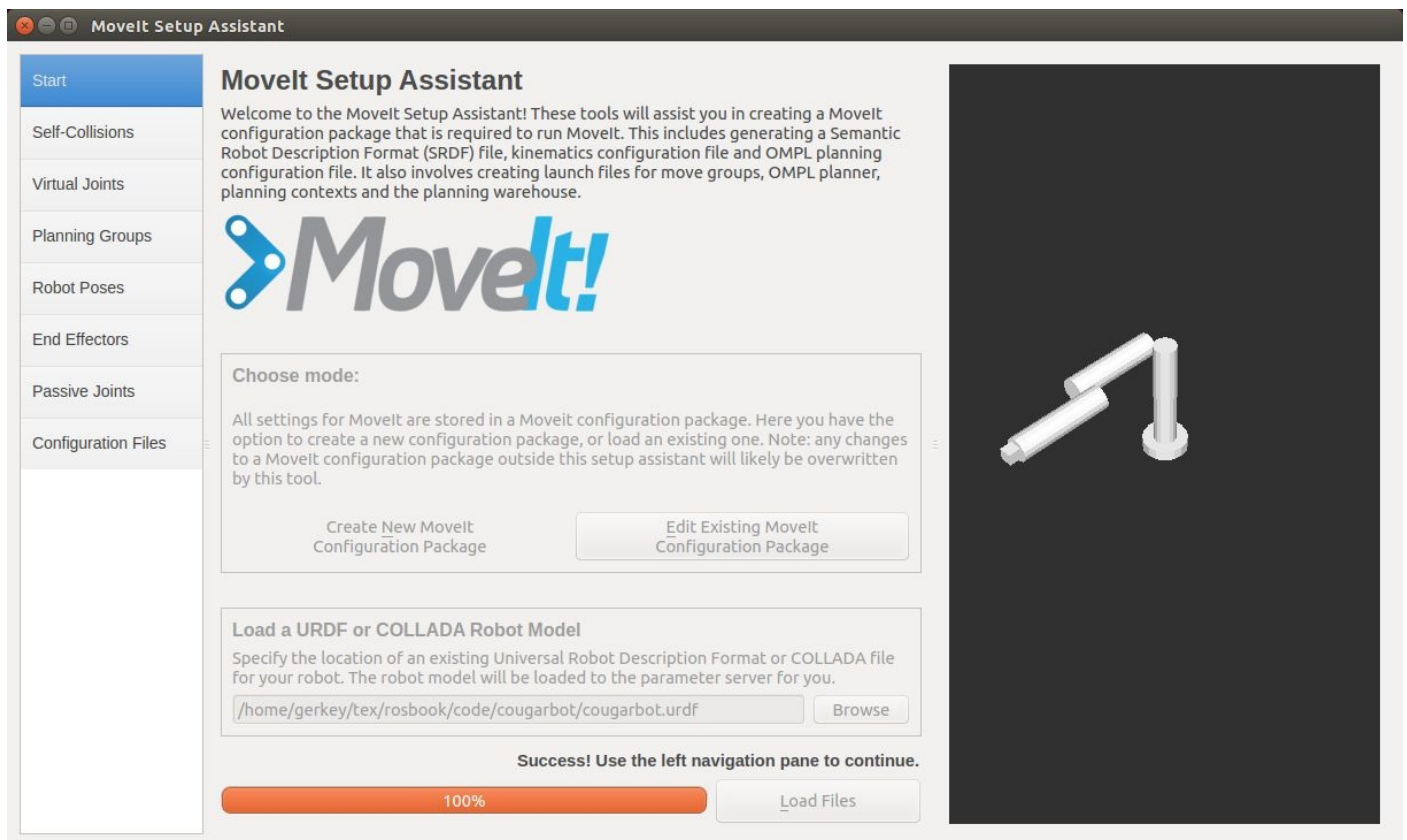 MoveIt Setup Assistant
Start
Self-Collisions
Virtual Joints
Planning Groups
Robot Poses
End Effectors
Passive Joints
Configuration Files
MoveIt Setup Assistant
Welcome to the MoveIt Setup Assistant! These tools will assist you in creating a MoveIt
configuration package that is required to run MoveIt. This includes generating a Semantic
Robot Description Format (SRDF) file, kinematics configuration file and OMPL planning
configuration file. It also involves creating launch files for move groups, OMPL planner,
planning contexts and the planning warehouse.
MoveIt!
Choose mode:
All settings for MoveIt are stored in a Moveit configuration package. Here you have the
option to create a new configuration package, or load an existing one. Note: any changes
to a MoveIt configuration package outside this setup assistant will likely be overwritten
by this tool.
Create New MoveIt
Configuration Package
Edit Existing MoveIt
Configuration Package
Load a URDF or COLLADA Robot Model
Specify the location of an existing Universal Robot Description Format or COLLADA file
for your robot. The robot model will be loaded to the parameter server for you.
/home/gerkey/tex/rosbook/code/cougarbot/cougarbot.urdf
Browse
Success! Use the left navigation pane to continue.
100%
Load Files